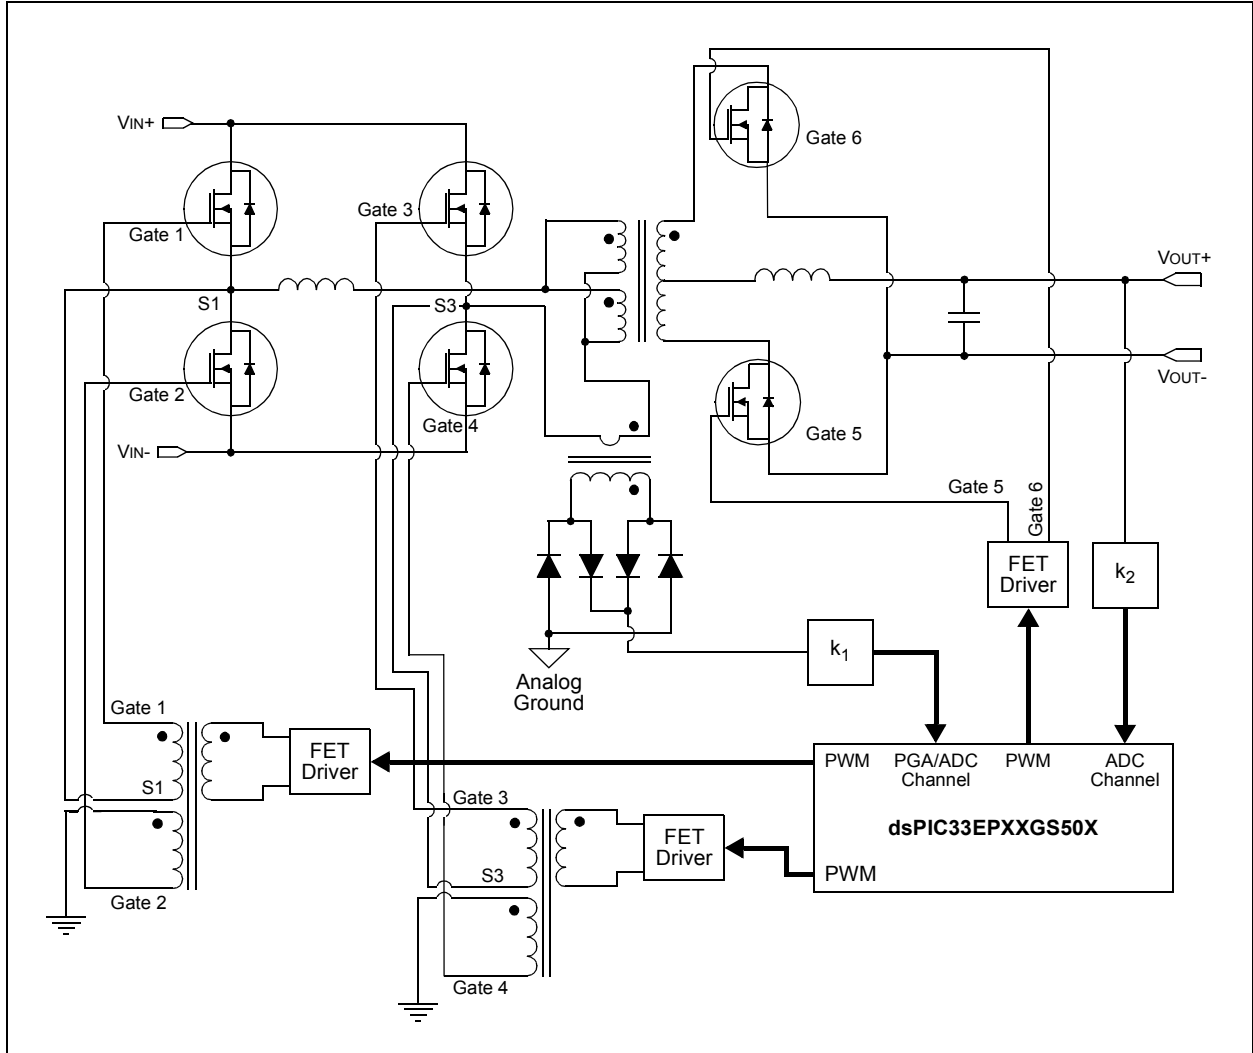 VIN+
Gate 6
Gate 3
Gate 1
VOUT+
S1
S3
Gate 2
VOUT-
Gate 4
Gate 5
VIN-
Gate 5
Gate 6
FET
Driver
k2
k1
Analog
Ground
Gate 1
FET
Driver
S1
Gate 2
PWM
PGA/ADC
Channel
PWM
ADC
Channel
dsPIC33EPXXGS50X
PWM
Gate 3
FET
Driver
S3
Gate 4